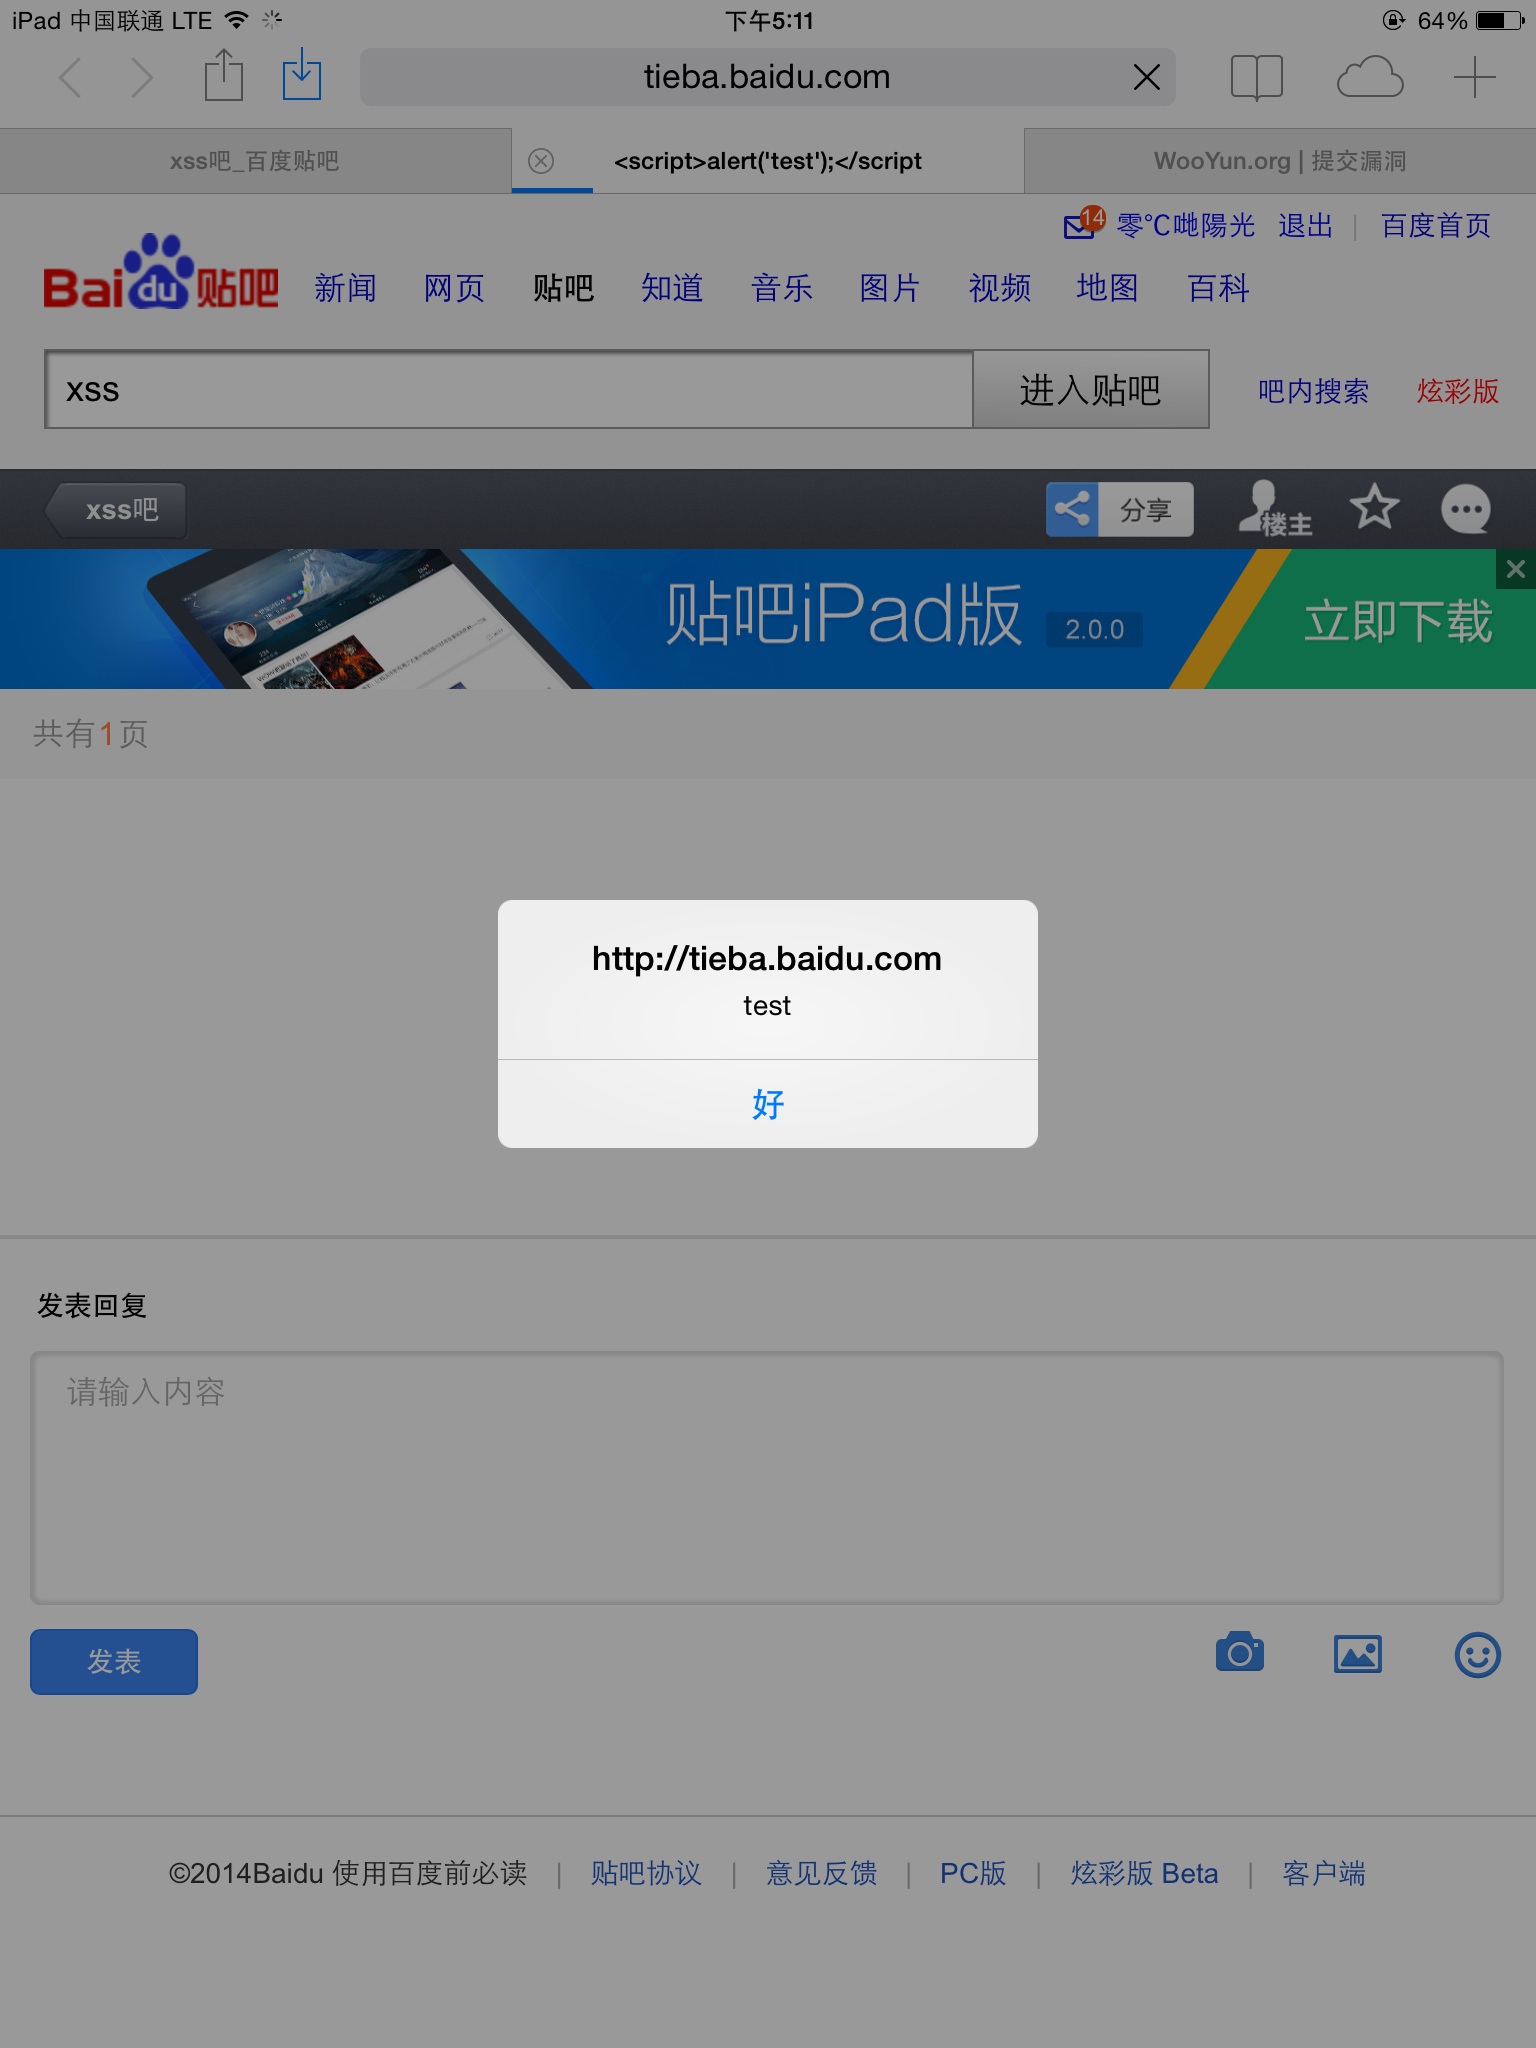 iPad 中国联通 LTE 下午5:11 64%
tieba.baidu.com
xss吧_百度贴吧 <script>alert('test');</script WooYun.org | 提交漏洞
14 零℃哋陽光 退出 | 百度首页
Bai du 贴吧 新闻 网页 贴吧 知道 音乐 图片 视频 地图 百科
xss 进入贴吧 吧内搜索 炫彩版
xss吧 分享 楼主
贴吧iPad版 2.0.0 立即下载
共有1页
http://tieba.baidu.com
test
好
发表回复
请输入内容
发表
©2014Baidu 使用百度前必读 | 贴吧协议 | 意见反馈 | PC版 | 炫彩版 Beta | 客户端